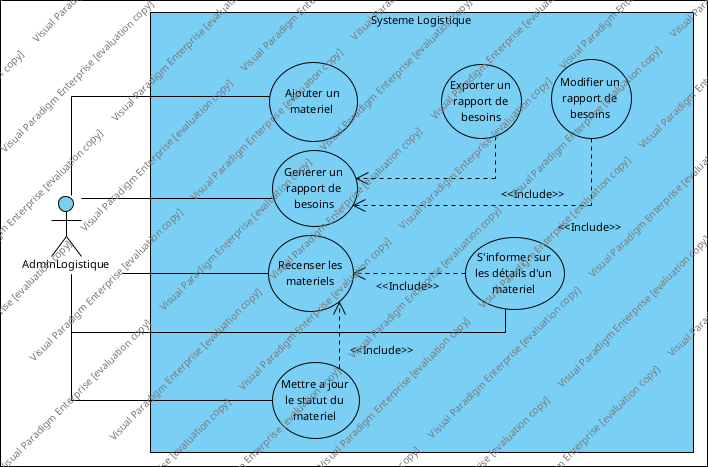 Systeme Logistique
Ajouter un
materiel
Exporter un
rapport de
besoins
Modifier un
rapport de
besoins
Generer un
rapport de
besoins
<<Include>>
<<Include>>
AdminLogistique
Recenser les
materiels
S'informer sur
les détails d'un
materiel
<<Include>>
<<Include>>
Mettre a jour
le statut du
materiel
Visual Paradigm Enterprise [evaluation copy]